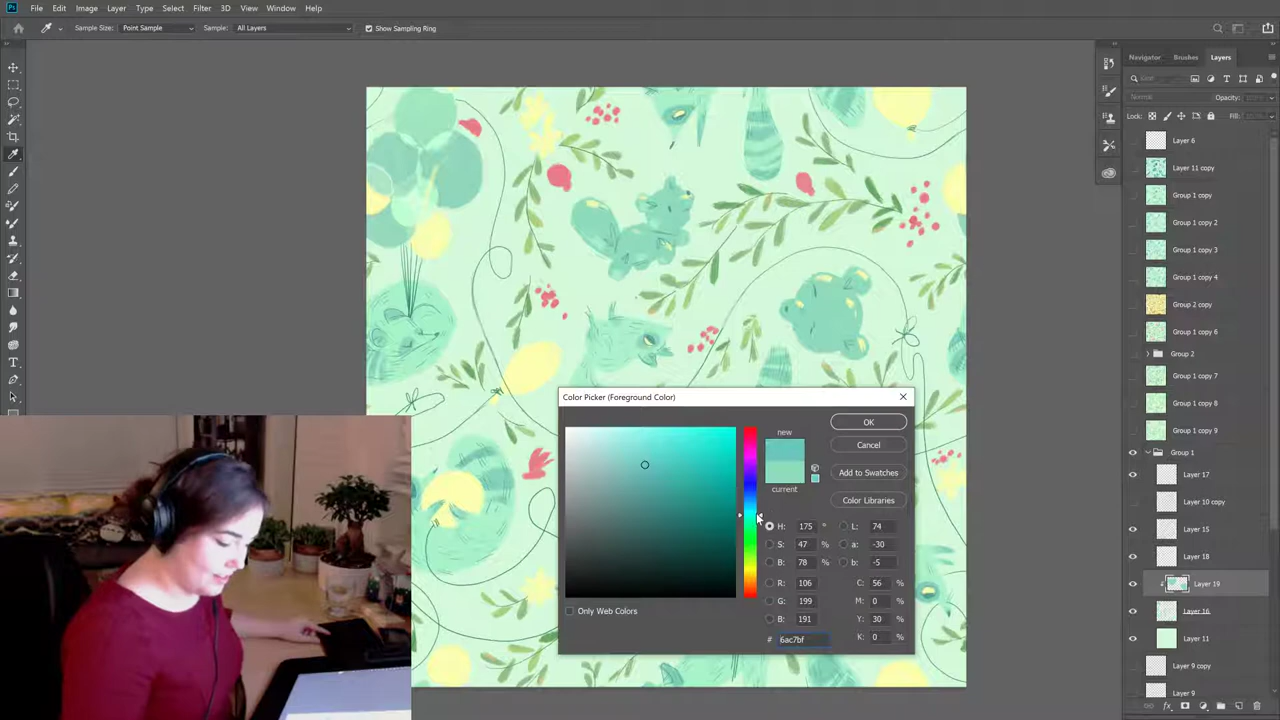 Ps File Edit Image Layer Type Select Filter 3D View Window Help
Sample Size: Point Sample Sample: All Layers Show Sampling Ring
Navigator Brushes Layers
Kind
Normal Opacity:
Lock: Fill:
Layer 6
Layer 11 copy
Group 1 copy
Group 1 copy 2
Group 1 copy 3
Group 1 copy 4
Group 2 copy
Group 1 copy 6
Group 2
Group 1 copy 7
Group 1 copy 8
Group 1 copy 9
Group 1
Layer 17
Layer 10 copy
Layer 15
Layer 18
Layer 19
Layer 16
Layer 11
Layer 9 copy
Layer 9
Color Picker (Foreground Color)
new
current
OK
Cancel
Add to Swatches
Color Libraries
H: 175 ° L: 74
S: 47 % a: -30
B: 78 % b: -5
R: 106 C: 56 %
G: 199 M: 0 %
B: 191 Y: 30 %
# 6ac7bf K: 0 %
Only Web Colors